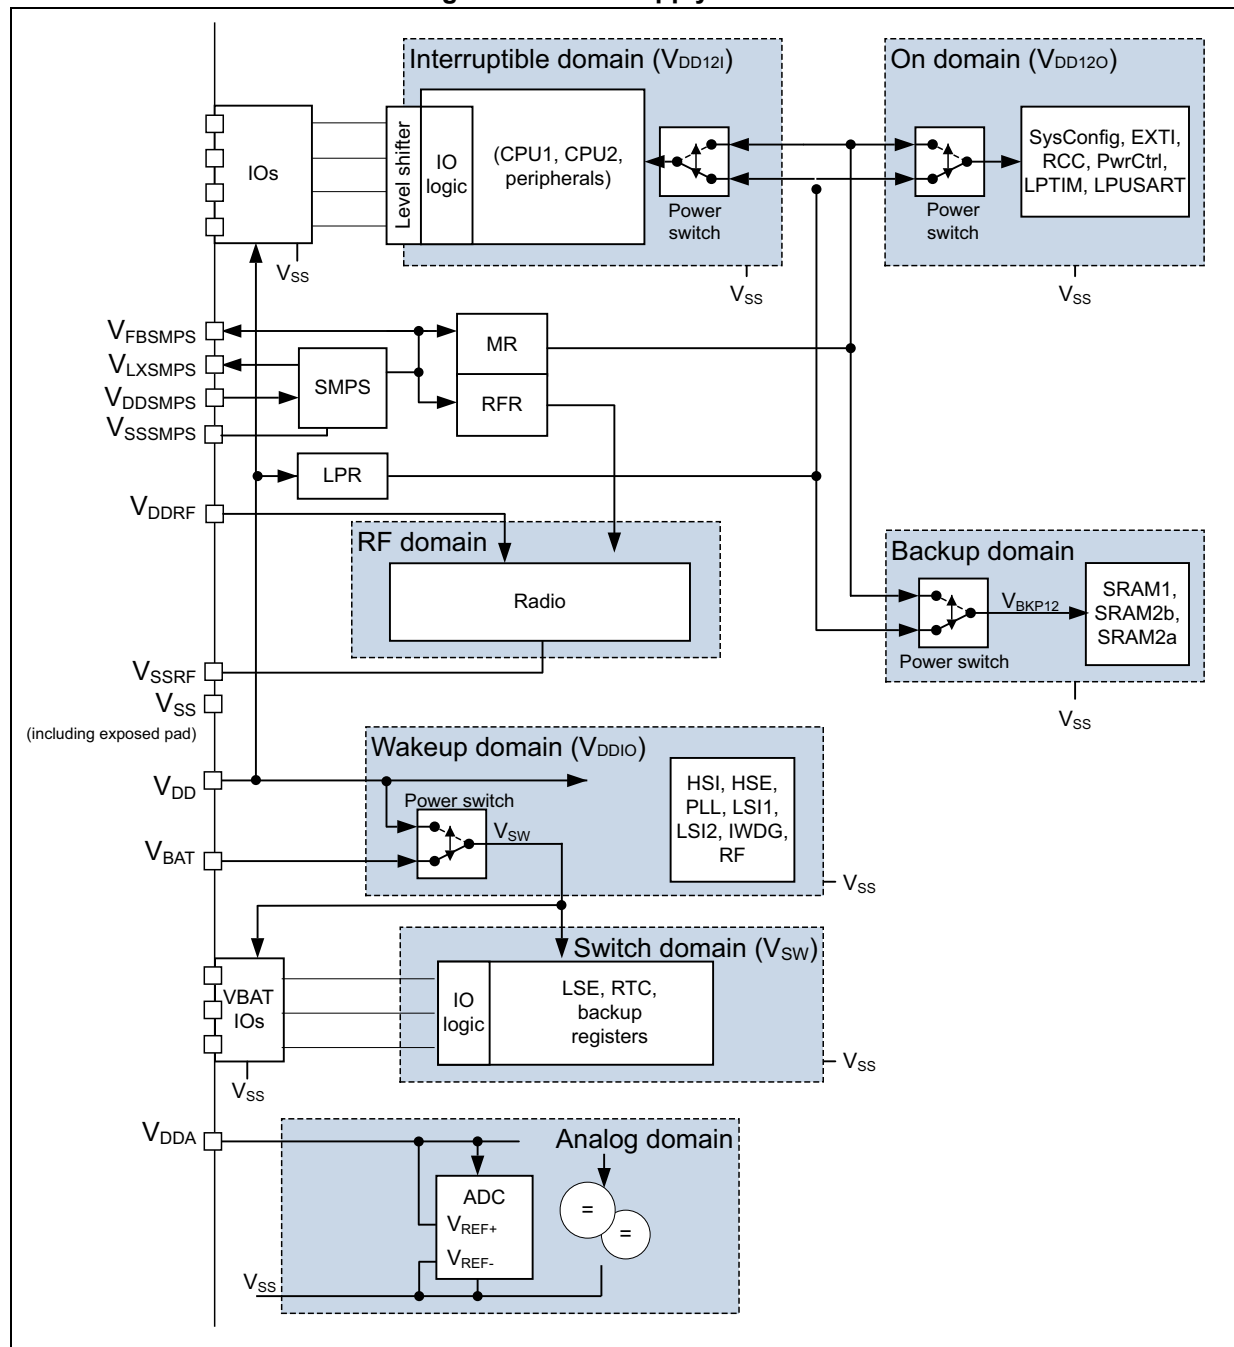 Interruptible domain (VDD12I)
On domain (VDD12O)
IOs
Level shifter
IO
logic
(CPU1, CPU2,
peripherals)
Power
switch
Power
switch
SysConfig, EXTI,
RCC, PwrCtrl,
LPTIM, LPUSART
VSS
VSS
VSS
VFBSMPS
VLXSMPS
VDDSMPS
VSSSMPS
SMPS
MR
RFR
LPR
VDDRF
RF domain
Radio
Backup domain
VBKP12
Power switch
SRAM1,
SRAM2b,
SRAM2a
VSS
VSSRF
VSS
(including exposed pad)
Wakeup domain (VDDIO)
VDD
Power switch
VSW
HSI, HSE,
PLL, LSI1,
LSI2, IWDG,
RF
VBAT
VSS
Switch domain (VSW)
VBAT
IOs
IO
logic
LSE, RTC,
backup
registers
VSS
VSS
VDDA
Analog domain
ADC
VREF+
VREF-
=
=
VSS